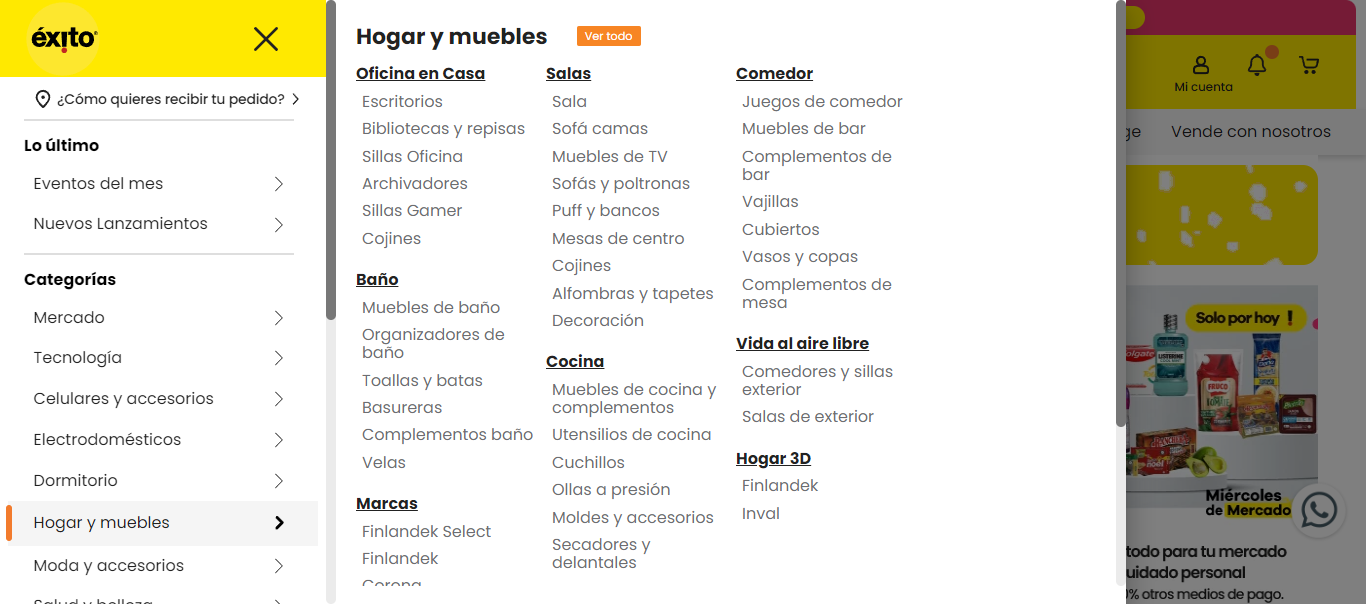 éxito
¿Cómo quieres recibir tu pedido?
Lo último
Eventos del mes
Nuevos Lanzamientos
Categorías
Mercado
Tecnología
Celulares y accesorios
Electrodomésticos
Dormitorio
Hogar y muebles
Moda y accesorios
Salud y belleza
Hogar y muebles
Ver todo
Oficina en Casa
Escritorios
Bibliotecas y repisas
Sillas Oficina
Archivadores
Sillas Gamer
Cojines
Baño
Muebles de baño
Organizadores de
baño
Toallas y batas
Basureras
Complementos baño
Velas
Marcas
Finlandek Select
Finlandek
Corona
Salas
Sala
Sofá camas
Muebles de TV
Sofás y poltronas
Puff y bancos
Mesas de centro
Cojines
Alfombras y tapetes
Decoración
Cocina
Muebles de cocina y
complementos
Utensilios de cocina
Cuchillos
Ollas a presión
Moldes y accesorios
Secadores y
delantales
Comedor
Juegos de comedor
Muebles de bar
Complementos de
bar
Vajillas
Cubiertos
Vasos y copas
Complementos de
mesa
Vida al aire libre
Comedores y sillas
exterior
Salas de exterior
Hogar 3D
Finlandek
Inval
Mi cuenta
ge
Vende con nosotros
Solo por hoy !
olgate
LISTERINE
FRUCO
RANCHERA
Miércoles
de Mercado
todo para tu mercado
uidado personal
% otros medios de pago.